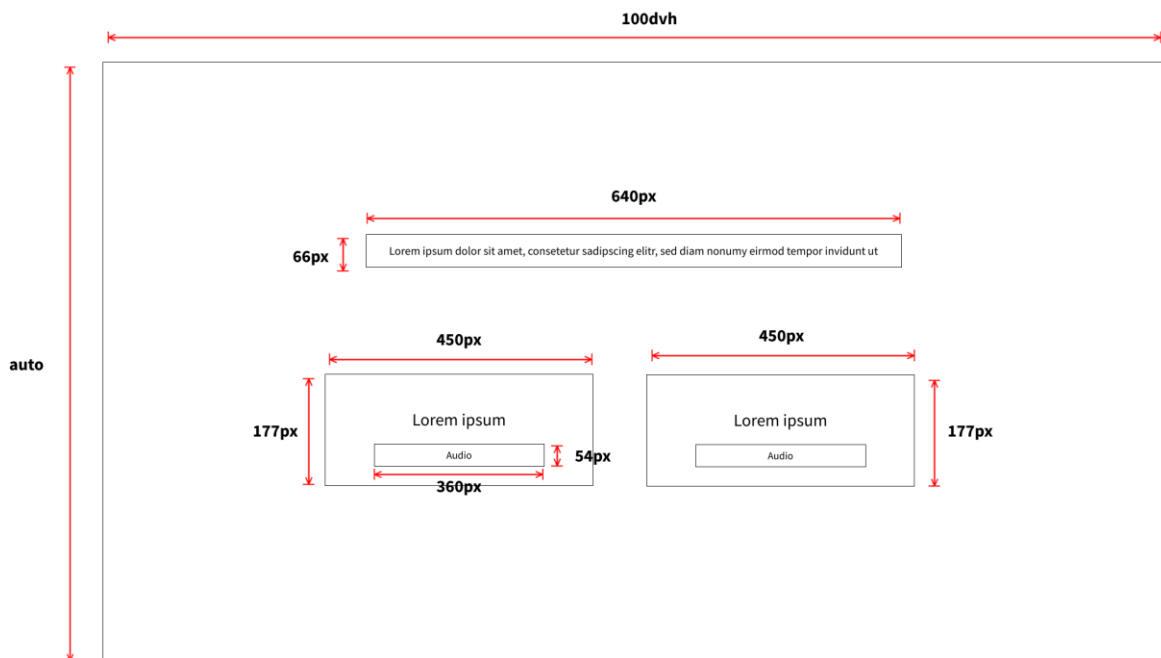 100dvh
640px
66px
Lorem ipsum dolor sit amet, consetetur sadipscing elitr, sed diam nonumy eirmod tempor invidunt ut
450px
450px
auto
177px
Lorem ipsum
Audio
54px
360px
Lorem ipsum
Audio
177px